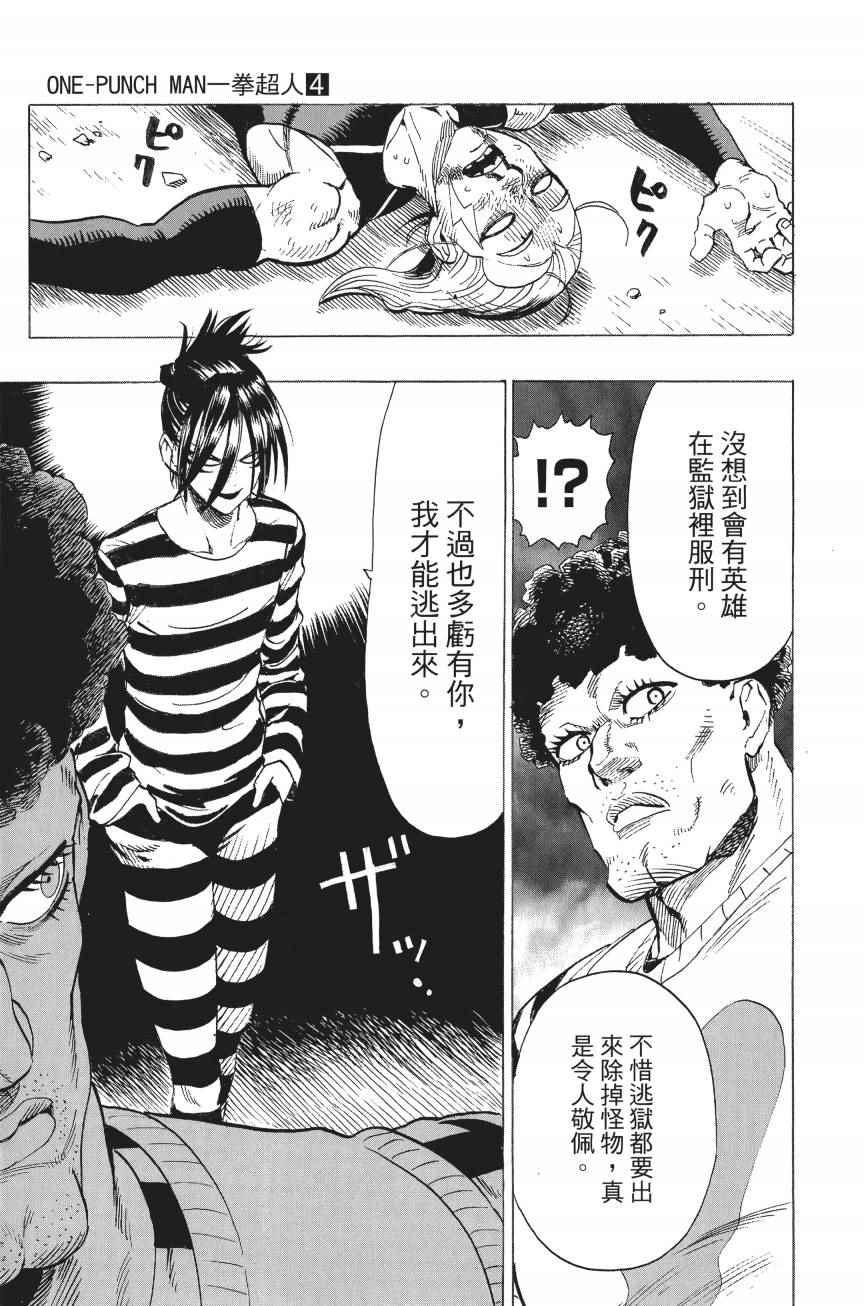 ONE-PUNCH MAN一拳超人4
ピク
ピク
沒想到會有英雄
在監獄裡服刑。
!?
不惜逃獄都要出
來除掉怪物，真
是令人敬佩。
不過也多虧有你，
我才能逃出來。
ザッ…